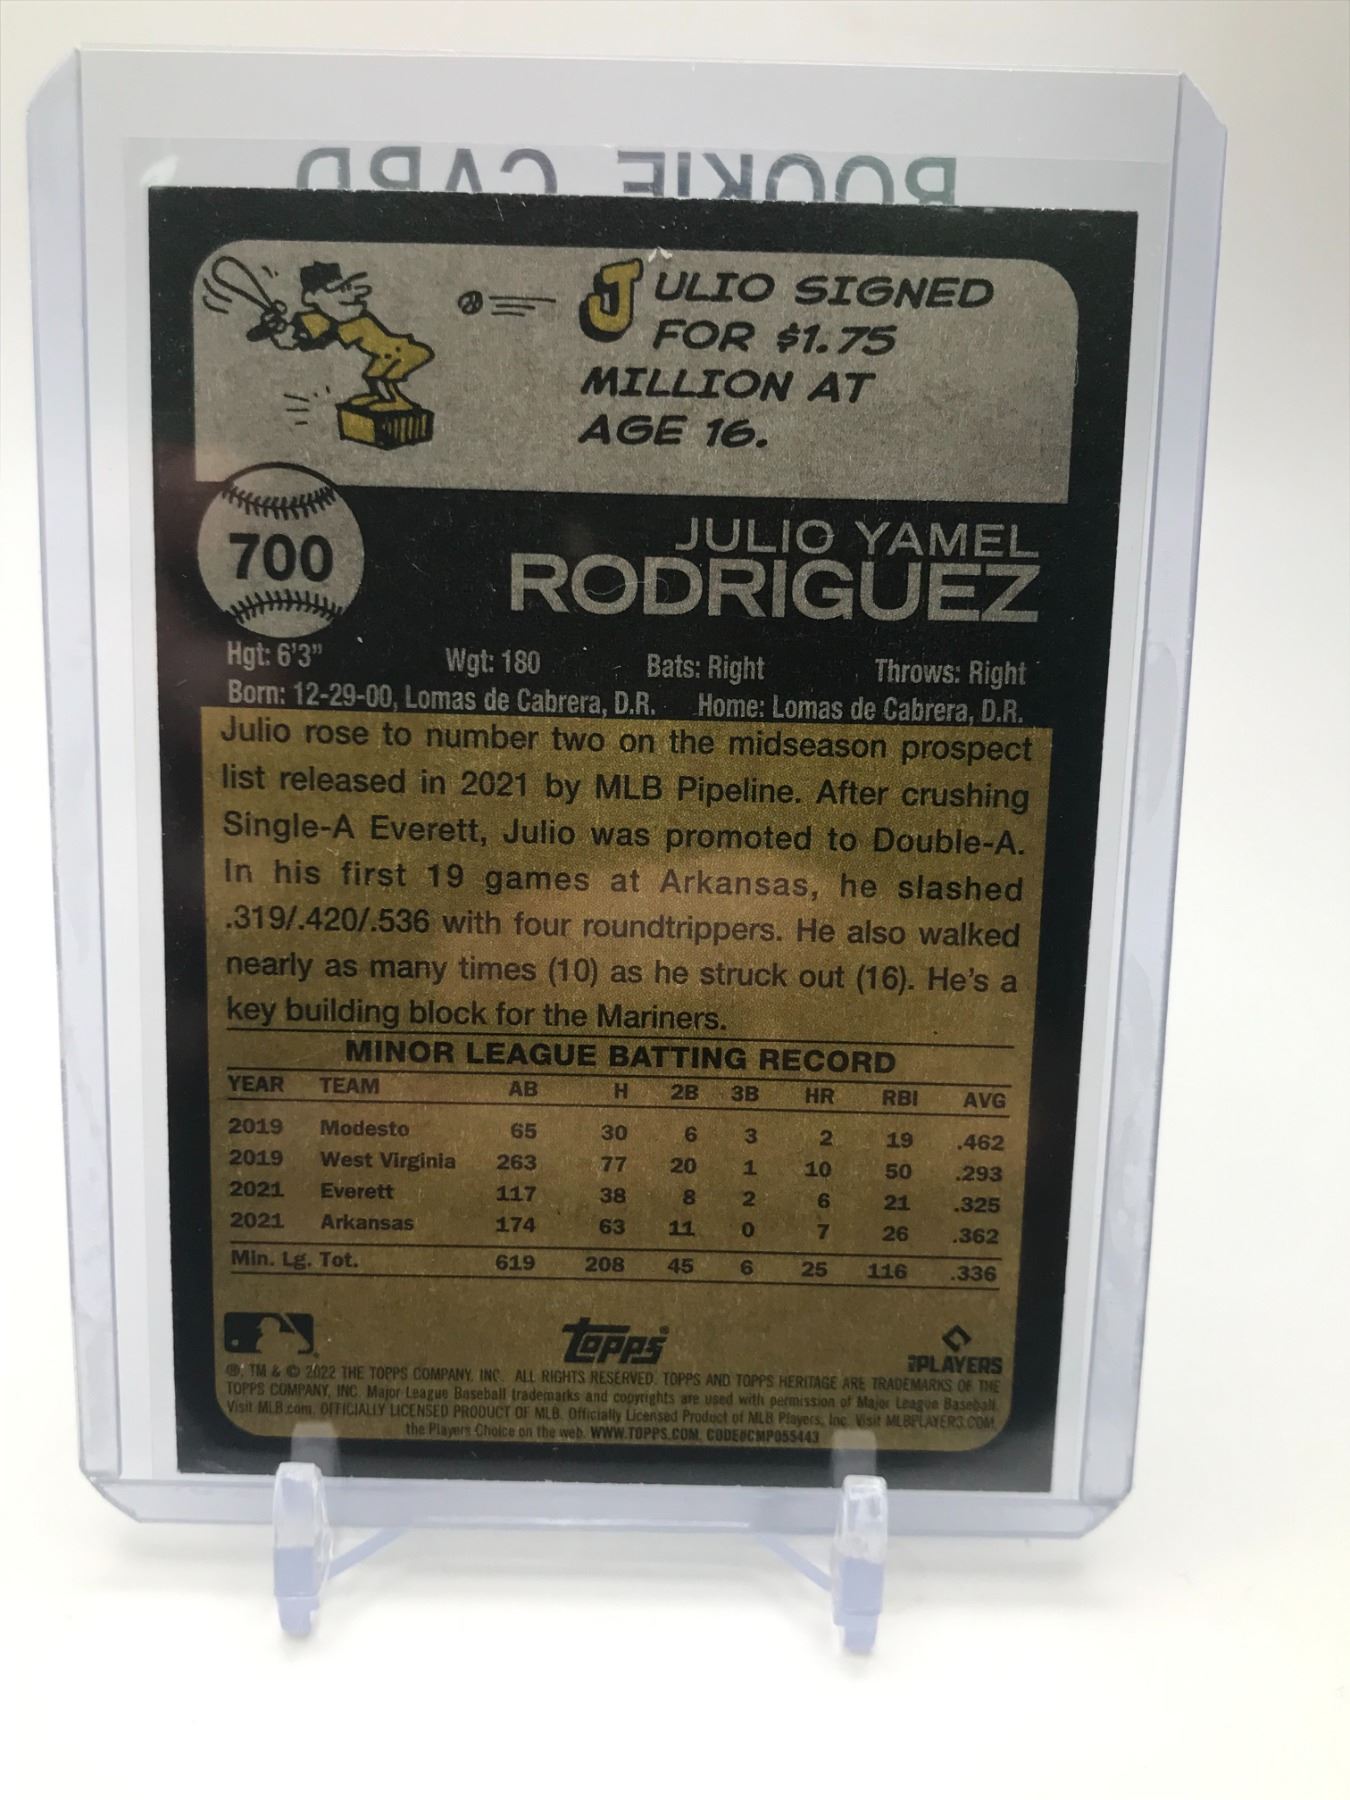 ROOKIE CARD
JULIO SIGNED
FOR $1.75
MILLION AT
AGE 16.
700
JULIO YAMEL
RODRIGUEZ
Hgt: 6'3" Wgt: 180 Bats: Right Throws: Right
Born: 12-29-00, Lomas de Cabrera, D.R. Home: Lomas de Cabrera, D.R.
Julio rose to number two on the midseason prospect
list released in 2021 by MLB Pipeline. After crushing
Single-A Everett, Julio was promoted to Double-A.
In his first 19 games at Arkansas, he slashed
.319/.420/.536 with four roundtrippers. He also walked
nearly as many times (10) as he struck out (16). He's a
key building block for the Mariners.
MINOR LEAGUE BATTING RECORD
YEAR TEAM AB H 2B 3B HR RBI AVG
2019 Modesto 65 30 6 3 2 19 .462
2019 West Virginia 263 77 20 1 10 50 .293
2021 Everett 117 38 8 2 6 21 .325
2021 Arkansas 174 63 11 0 7 26 .362
Min. Lg. Tot. 619 208 45 6 25 116 .336
Topps®
PLAYERS
®, TM & © 2022 THE TOPPS COMPANY, INC. ALL RIGHTS RESERVED. TOPPS AND TOPPS HERITAGE ARE TRADEMARKS OF THE
TOPPS COMPANY, INC. Major League Baseball trademarks and copyrights are used with permission of Major League Baseball.
Visit MLB.com. OFFICIALLY LICENSED PRODUCT OF MLB Officially Licensed Product of MLB Players, Inc. Visit MLBPLAYERS.COM,
the Players Choice on the web. WWW.TOPPS.COM. CODE#CMP055443